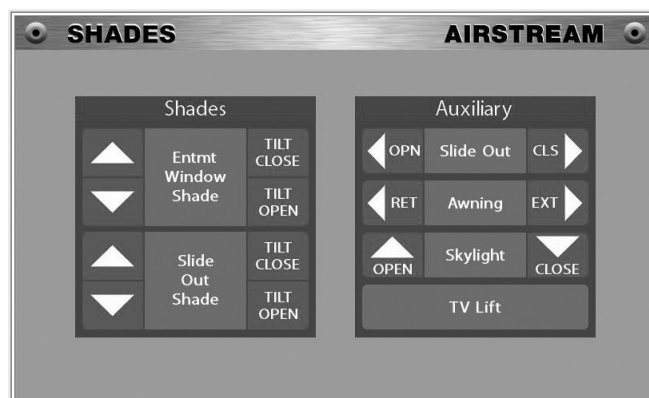 SHADES
AIRSTREAM
Shades
Entmt
Window
Shade
TILT
CLOSE
TILT
OPEN
Slide
Out
Shade
TILT
CLOSE
TILT
OPEN
Auxiliary
OPN Slide Out CLS
RET Awning EXT
OPEN Skylight CLOSE
TV Lift